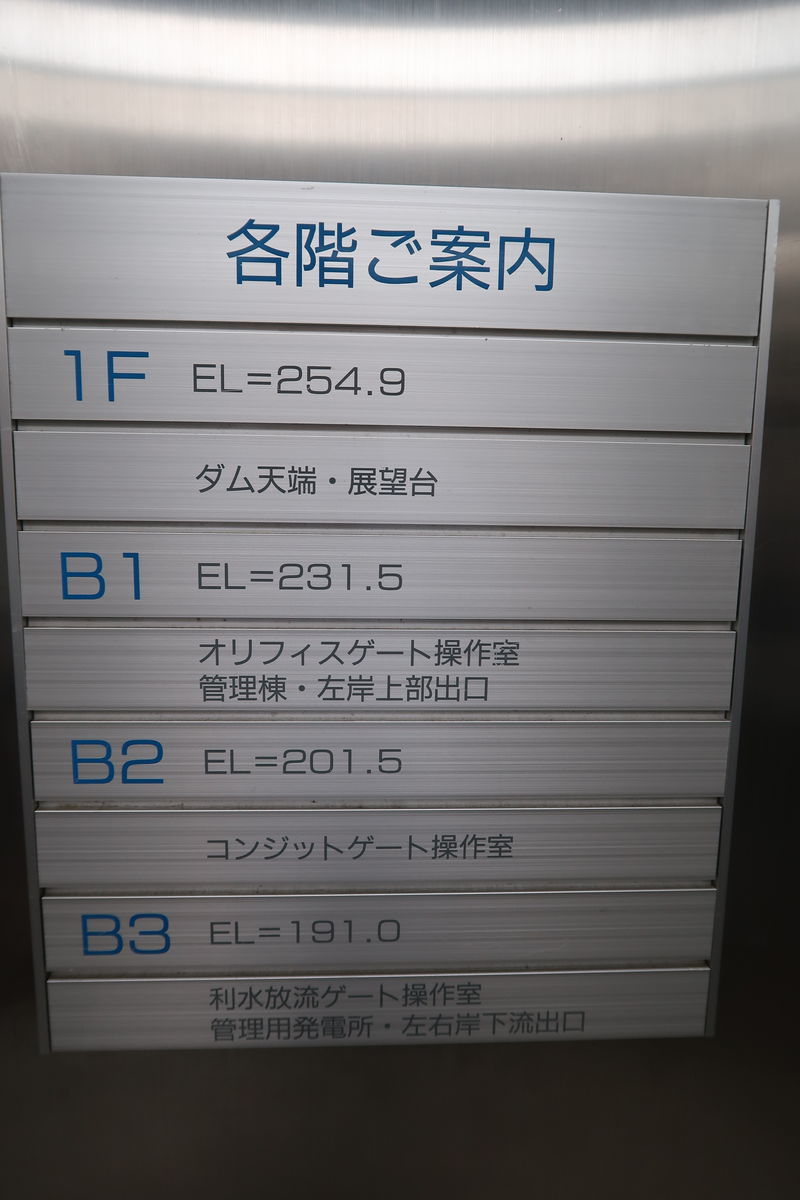 各階ご案内
1F EL=254.9
ダム天端・展望台
B1 EL=231.5
オリフィスゲート操作室
管理棟・左岸上部出口
B2 EL=201.5
コンジットゲート操作室
B3 EL=191.0
利水放流ゲート操作室
管理用発電所・左右岸下流出口